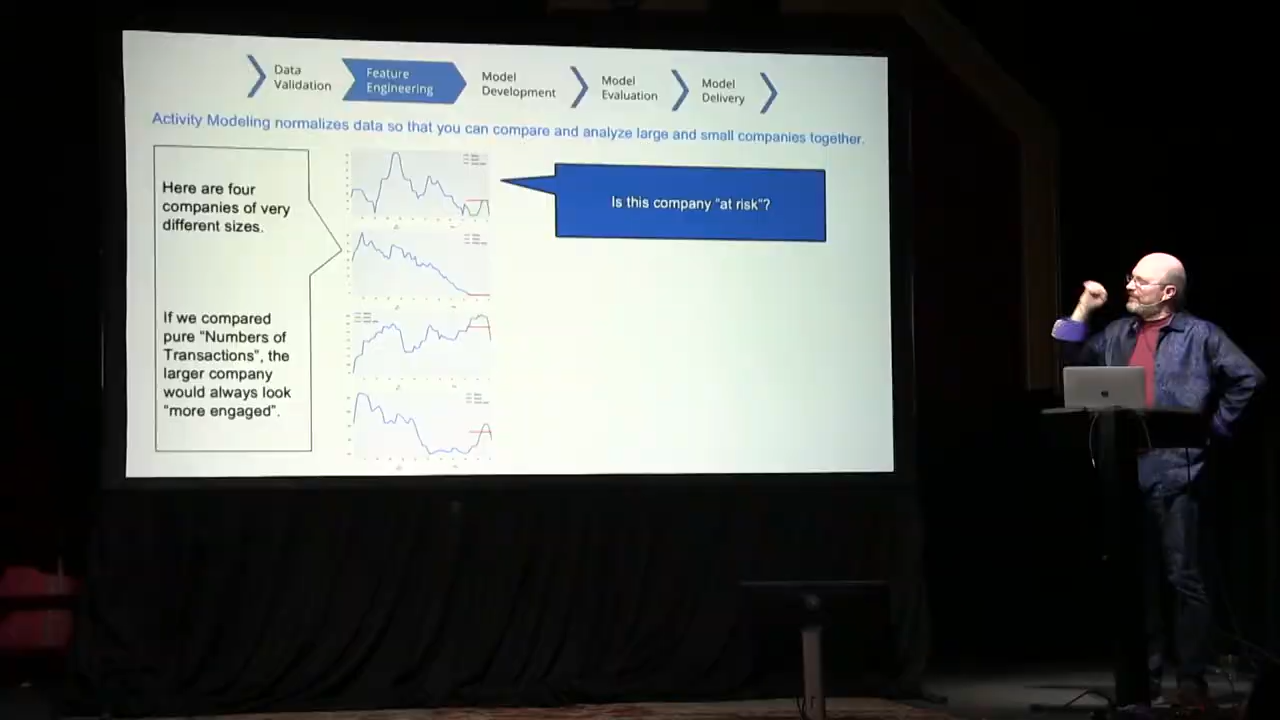 Data
Validation
Feature
Engineering
Model
Development
Model
Evaluation
Model
Delivery
Activity Modeling normalizes data so that you can compare and analyze large and small companies together.
Here are four
companies of very
different sizes.
If we compared
pure "Numbers of
Transactions", the
larger company
would always look
"more engaged".
Is this company "at risk"?